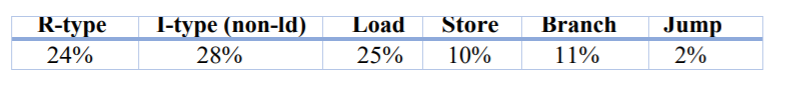 R-type I-type (non-ld) Load Store Branch Jump
24% 28% 25% 10% 11% 2%